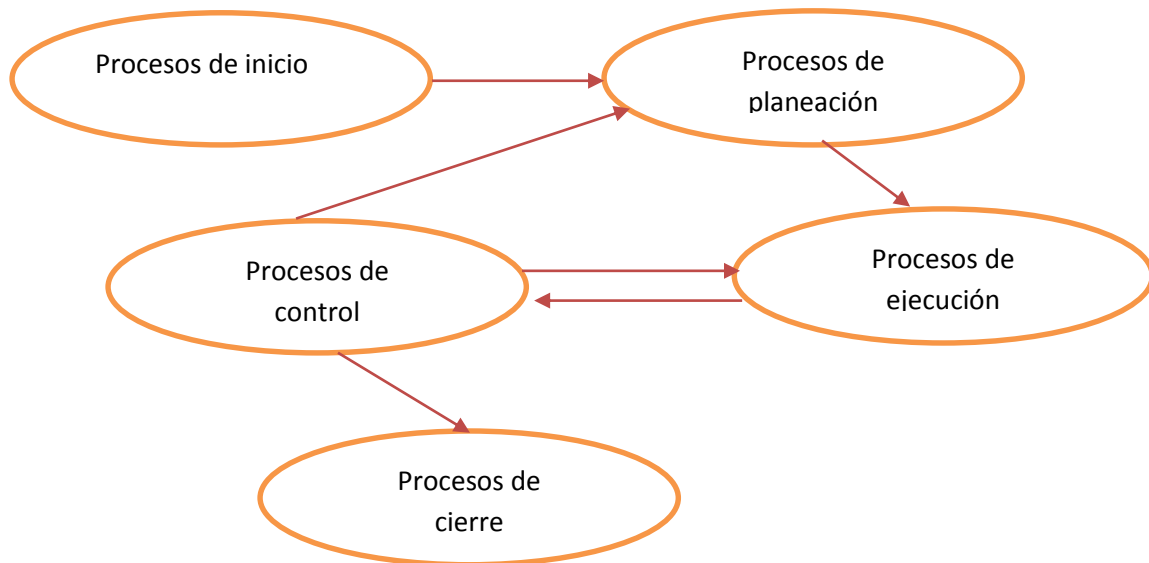 Procesos de inicio
Procesos de
planeación
Procesos de
control
Procesos de
ejecución
Procesos de
cierre